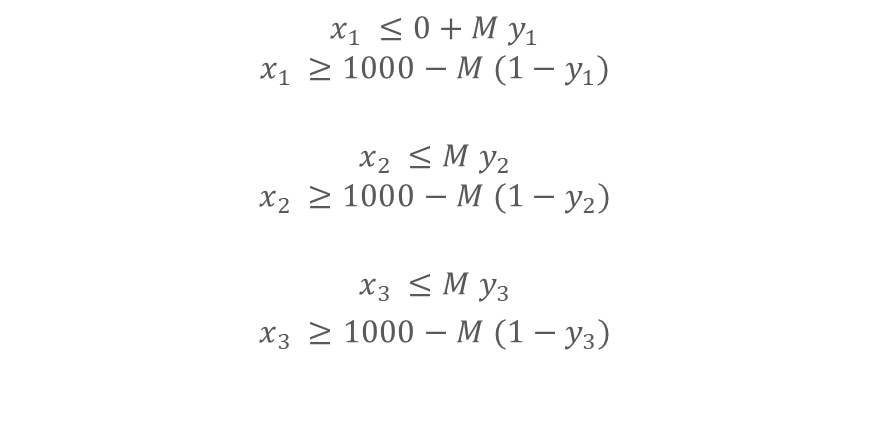 x₁ ≤ 0 + M y₁
x₁ ≥ 1000 − M (1 − y₁)
x₂ ≤ M y₂
x₂ ≥ 1000 − M (1 − y₂)
x₃ ≤ M y₃
x₃ ≥ 1000 − M (1 − y₃)